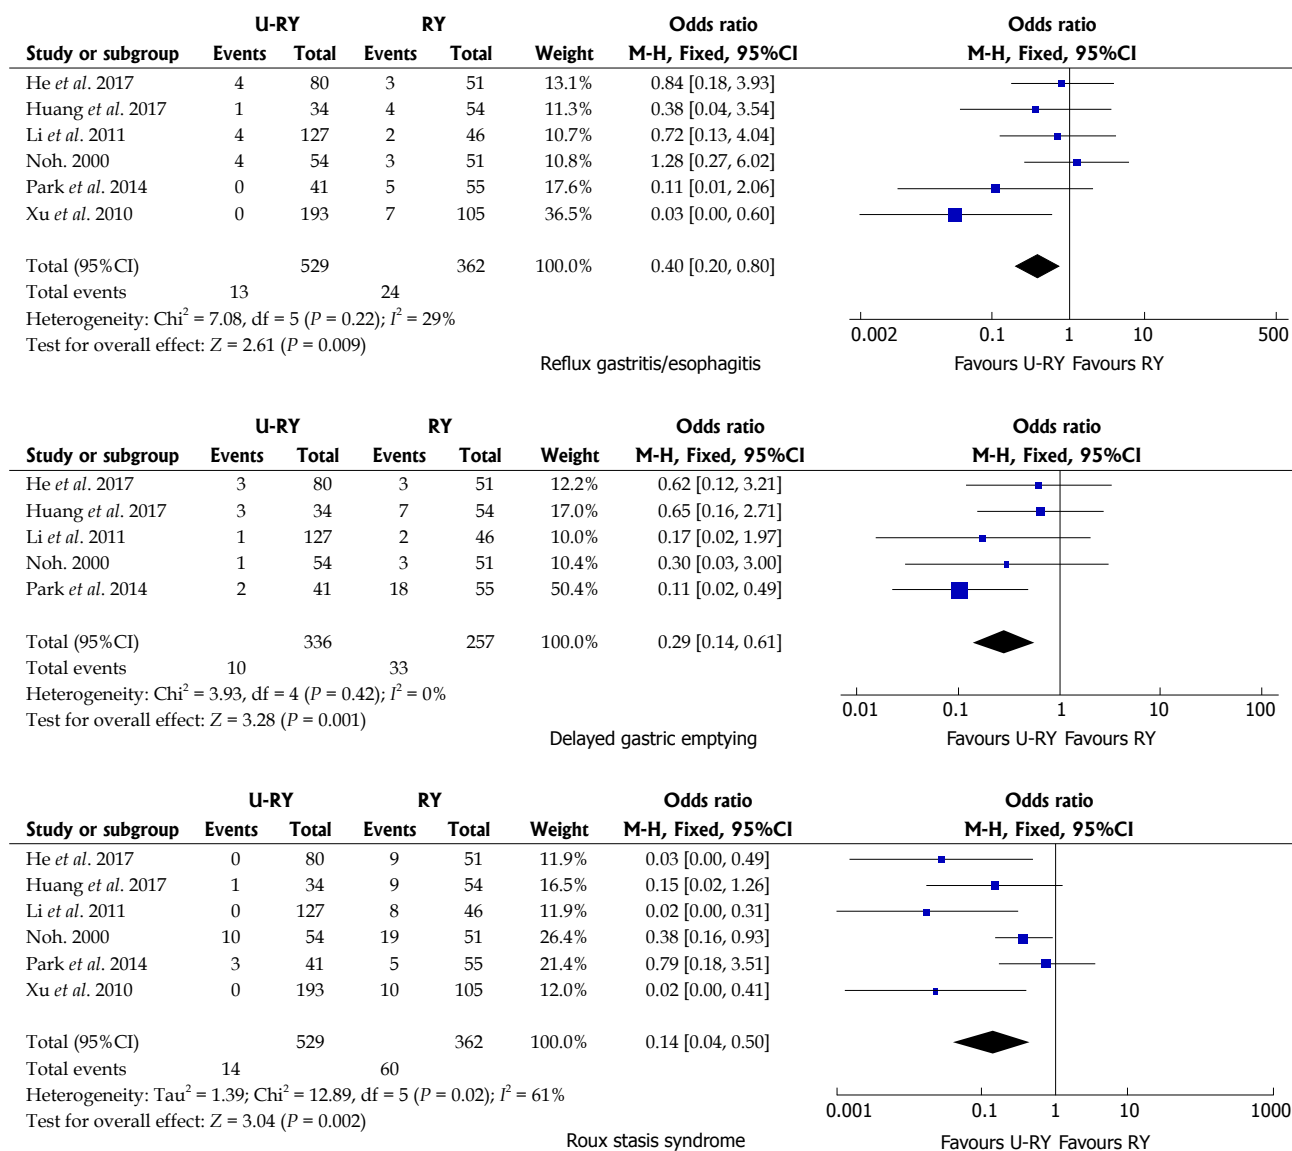 U-RY RY Odds ratio Odds ratio
Study or subgroup Events Total Events Total Weight M-H, Fixed, 95%CI M-H, Fixed, 95%CI
He et al. 2017 4 80 3 51 13.1% 0.84 [0.18, 3.93]
Huang et al. 2017 1 34 4 54 11.3% 0.38 [0.04, 3.54]
Li et al. 2011 4 127 2 46 10.7% 0.72 [0.13, 4.04]
Noh. 2000 4 54 3 51 10.8% 1.28 [0.27, 6.02]
Park et al. 2014 0 41 5 55 17.6% 0.11 [0.01, 2.06]
Xu et al. 2010 0 193 7 105 36.5% 0.03 [0.00, 0.60]
Total (95%CI) 529 362 100.0% 0.40 [0.20, 0.80]
Total events 13 24
Heterogeneity: Chi² = 7.08, df = 5 (P = 0.22); I² = 29%
0.002 0.1 1 10 500
Test for overall effect: Z = 2.61 (P = 0.009)
Reflux gastritis/esophagitis Favours U-RY Favours RY
U-RY RY Odds ratio Odds ratio
Study or subgroup Events Total Events Total Weight M-H, Fixed, 95%CI M-H, Fixed, 95%CI
He et al. 2017 3 80 3 51 12.2% 0.62 [0.12, 3.21]
Huang et al. 2017 3 34 7 54 17.0% 0.65 [0.16, 2.71]
Li et al. 2011 1 127 2 46 10.0% 0.17 [0.02, 1.97]
Noh. 2000 1 54 3 51 10.4% 0.30 [0.03, 3.00]
Park et al. 2014 2 41 18 55 50.4% 0.11 [0.02, 0.49]
Total (95%CI) 336 257 100.0% 0.29 [0.14, 0.61]
Total events 10 33
Heterogeneity: Chi² = 3.93, df = 4 (P = 0.42); I² = 0%
0.01 0.1 1 10 100
Test for overall effect: Z = 3.28 (P = 0.001)
Delayed gastric emptying Favours U-RY Favours RY
U-RY RY Odds ratio Odds ratio
Study or subgroup Events Total Events Total Weight M-H, Fixed, 95%CI M-H, Fixed, 95%CI
He et al. 2017 0 80 9 51 11.9% 0.03 [0.00, 0.49]
Huang et al. 2017 1 34 9 54 16.5% 0.15 [0.02, 1.26]
Li et al. 2011 0 127 8 46 11.9% 0.02 [0.00, 0.31]
Noh. 2000 10 54 19 51 26.4% 0.38 [0.16, 0.93]
Park et al. 2014 3 41 5 55 21.4% 0.79 [0.18, 3.51]
Xu et al. 2010 0 193 10 105 12.0% 0.02 [0.00, 0.41]
Total (95%CI) 529 362 100.0% 0.14 [0.04, 0.50]
Total events 14 60
Heterogeneity: Tau² = 1.39; Chi² = 12.89, df = 5 (P = 0.02); I² = 61%
0.001 0.1 1 10 1000
Test for overall effect: Z = 3.04 (P = 0.002)
Roux stasis syndrome Favours U-RY Favours RY